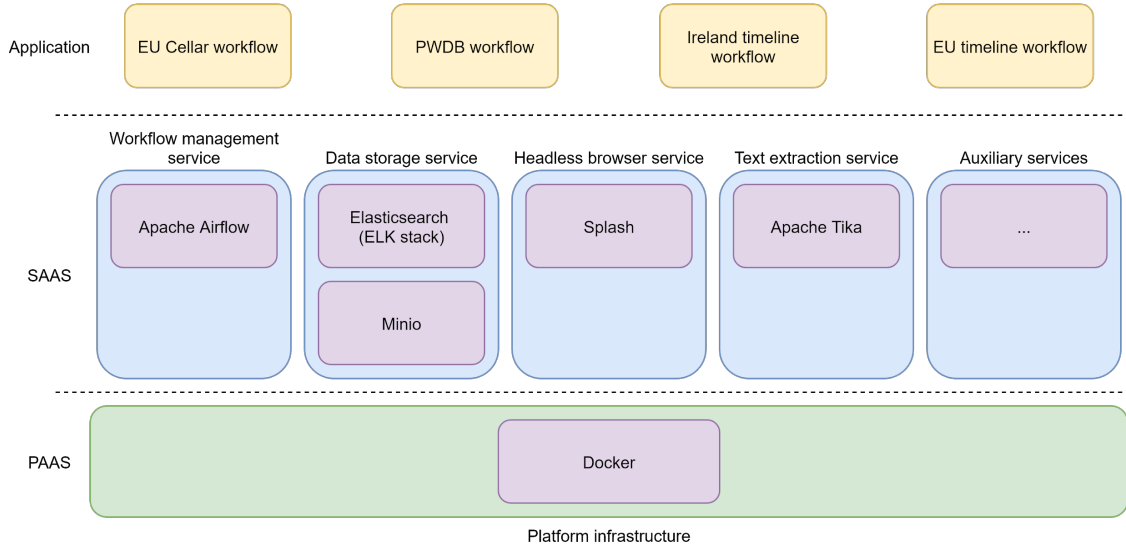 Application
EU Cellar workflow
PWDB workflow
Ireland timeline
workflow
EU timeline workflow
Workflow management
service
Data storage service
Headless browser service
Text extraction service
Auxiliary services
SAAS
Apache Airflow
Elasticsearch
(ELK stack)
Minio
Splash
Apache Tika
...
PAAS
Docker
Platform infrastructure